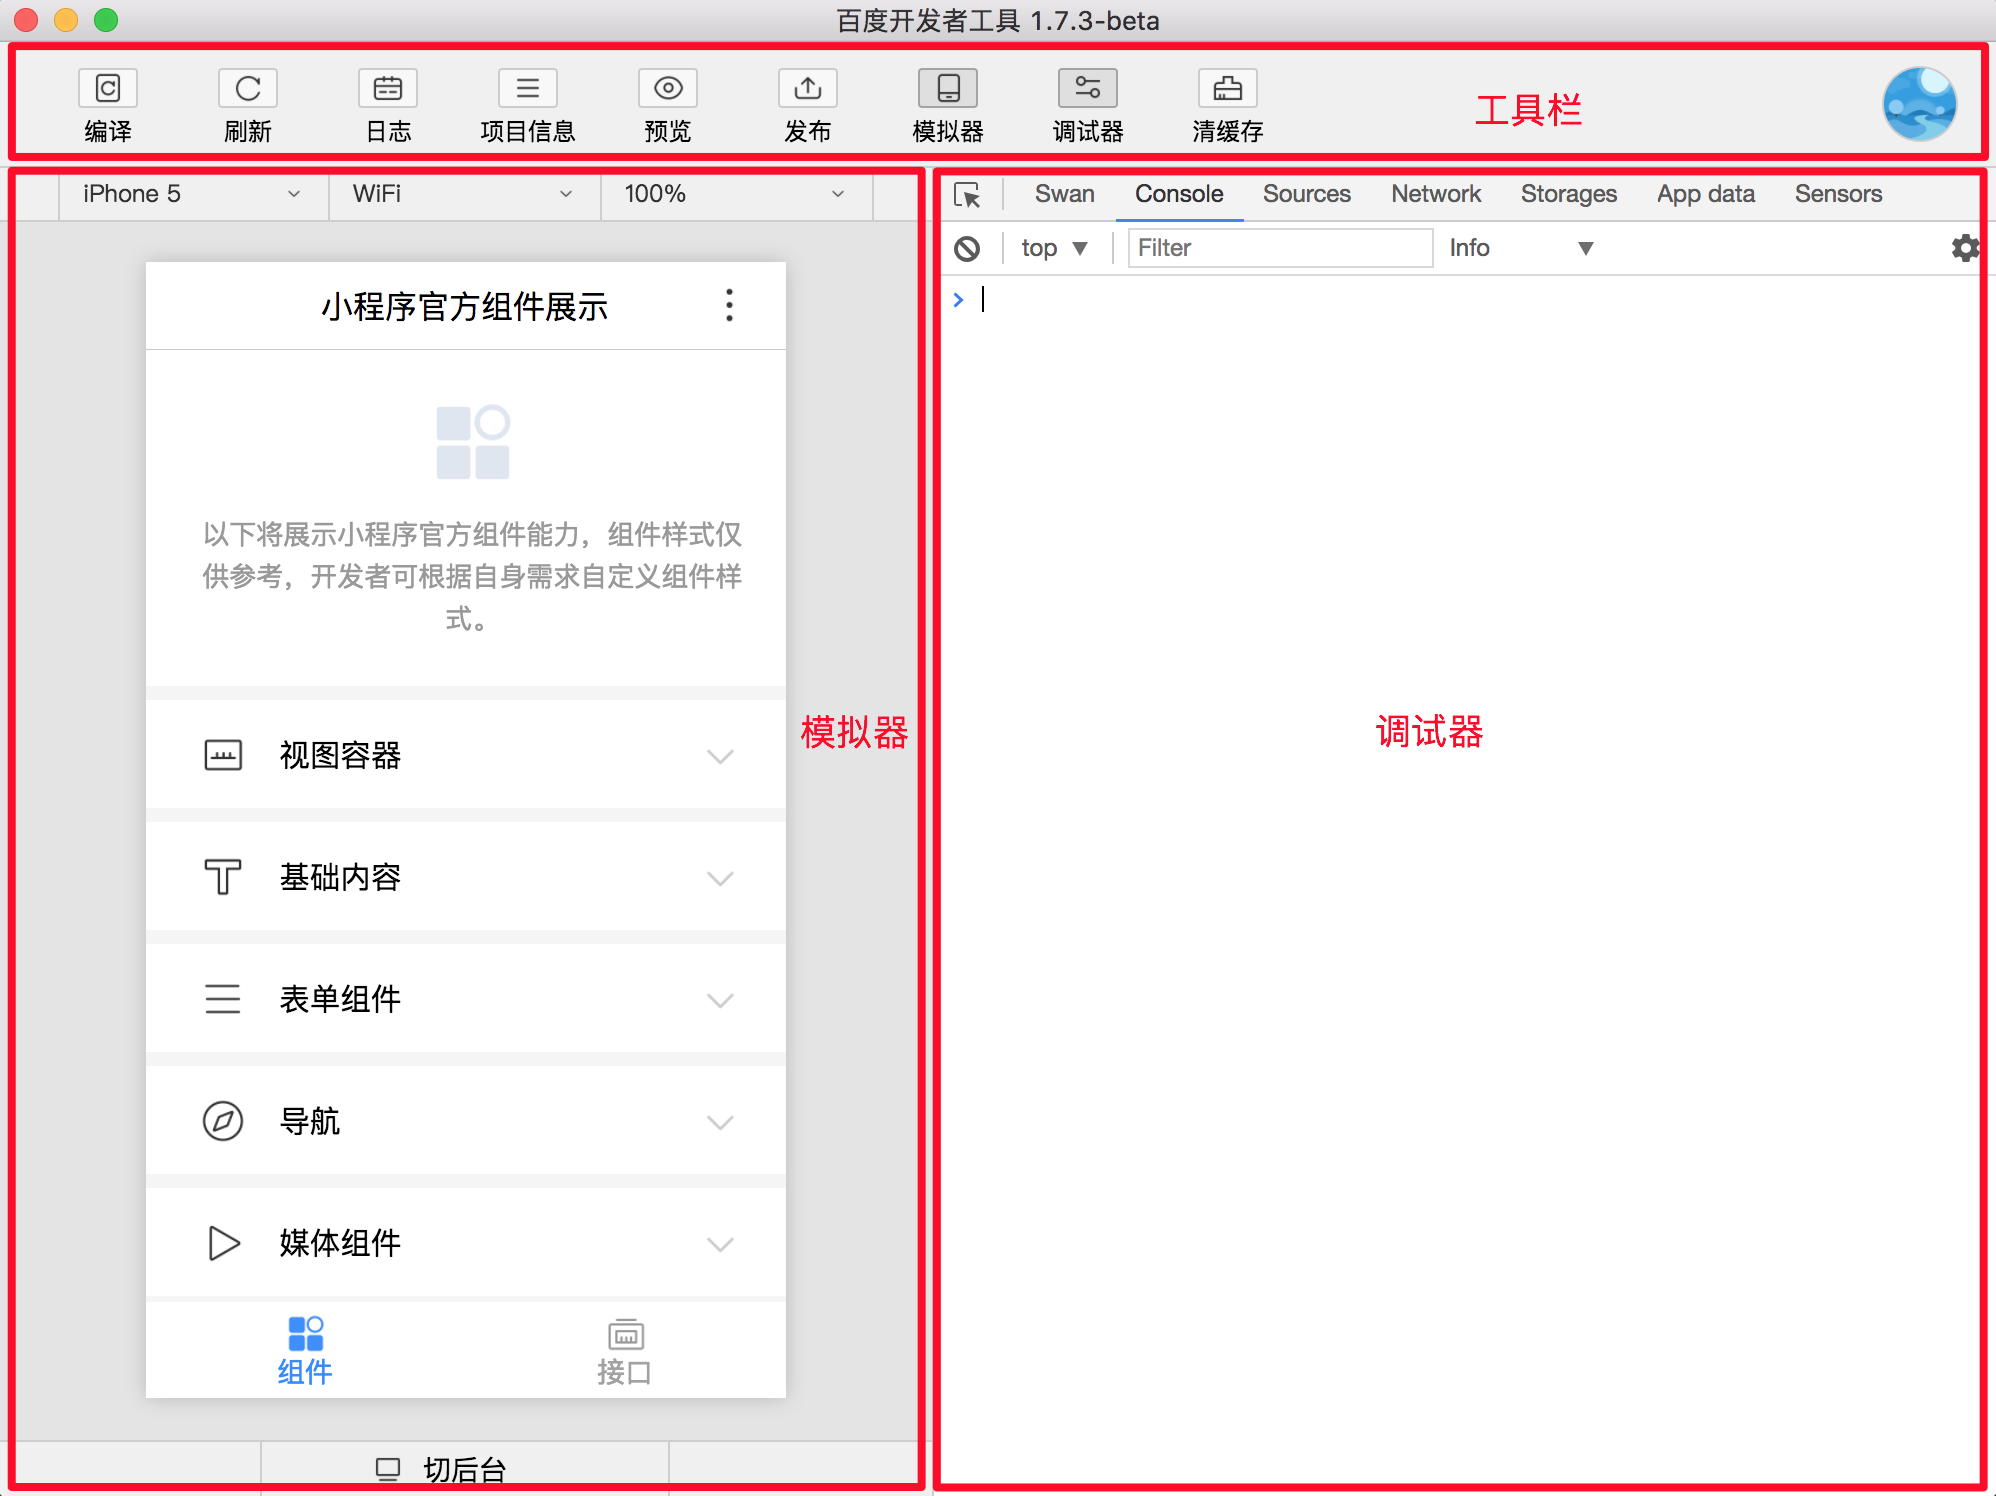 百度开发者工具 1.7.3-beta
编译 刷新 日志 项目信息 预览 发布 模拟器 调试器 清缓存 工具栏
iPhone 5 WiFi 100%
Swan Console Sources Network Storages App data Sensors
top Filter Info
小程序官方组件展示
以下将展示小程序官方组件能力，组件样式仅
供参考，开发者可根据自身需求自定义组件样
式。
视图容器
模拟器
调试器
基础内容
表单组件
导航
媒体组件
组件 接口
切后台